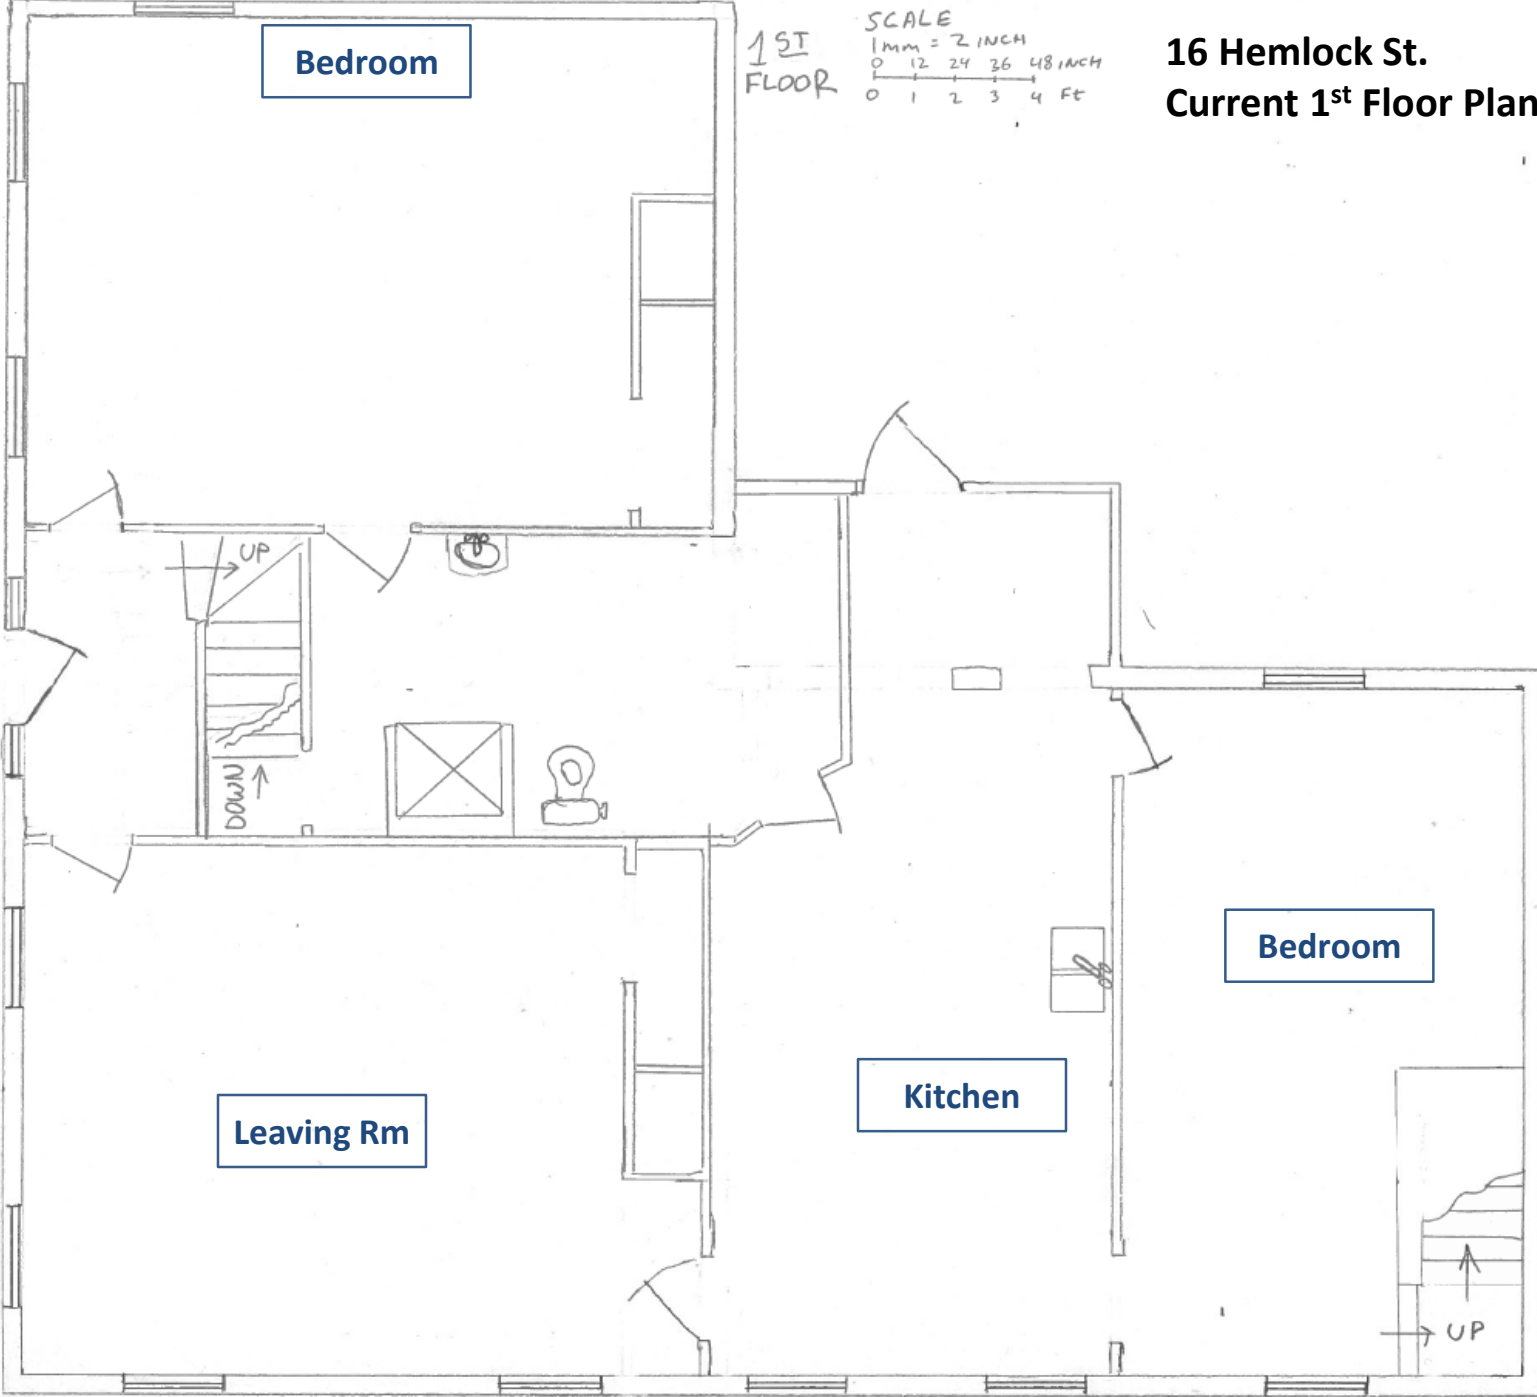 Bedroom
1ST
FLOOR
SCALE
1mm = 2 INCH
0 12 24 36 48 INCH
0 1 2 3 4 Ft
16 Hemlock St.
Current 1st Floor Plan
UP
DOWN
Bedroom
Kitchen
Leaving Rm
UP